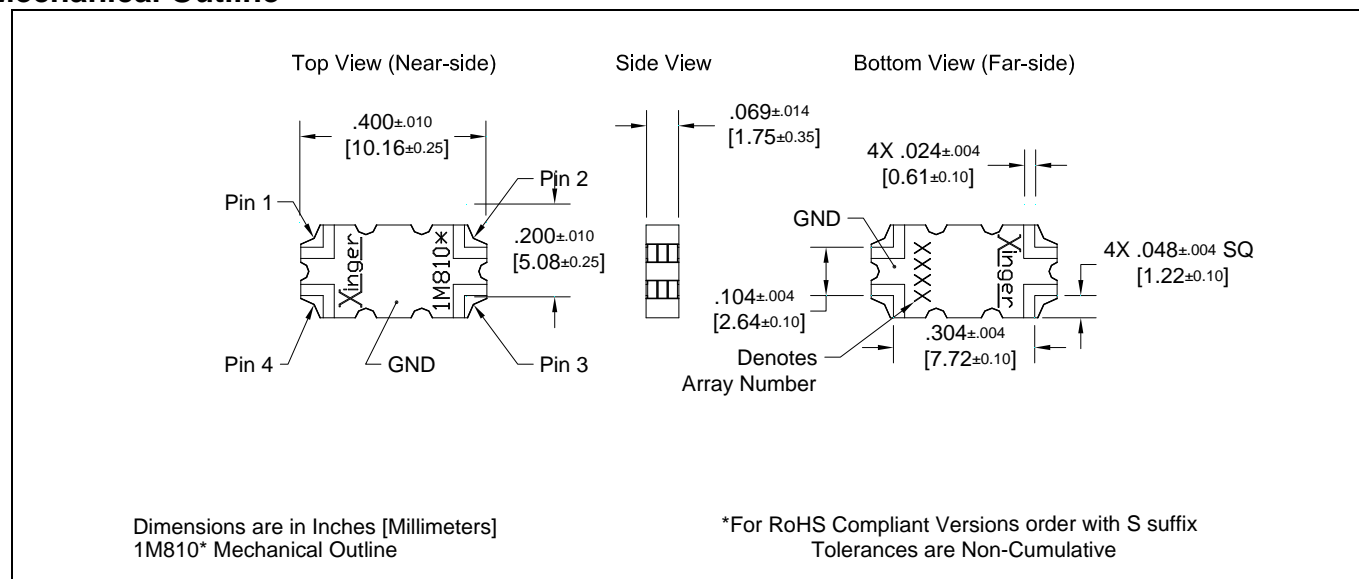 Mechanical Outline
Top View (Near-side)
Side View
Bottom View (Far-side)
.400±.010
[10.16±0.25]
.069±.014
[1.75±0.35]
4X .024±.004
[0.61±0.10]
Pin 1
Pin 2
.200±.010
[5.08±0.25]
Xinger
1M810*
Pin 4
GND
Pin 3
GND
XXXX
Xinger
4X .048±.004 SQ
[1.22±0.10]
.104±.004
[2.64±0.10]
.304±.004
[7.72±0.10]
Denotes
Array Number
Dimensions are in Inches [Millimeters]
1M810* Mechanical Outline
*For RoHS Compliant Versions order with S suffix
Tolerances are Non-Cumulative